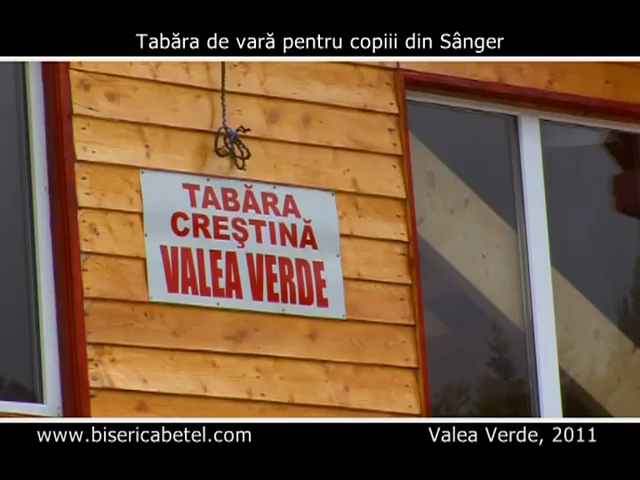 Tabăra de vară pentru copiii din Sânger
TABĂRA
CREŞTINĂ
VALEA VERDE
www.bisericabetel.com
Valea Verde, 2011